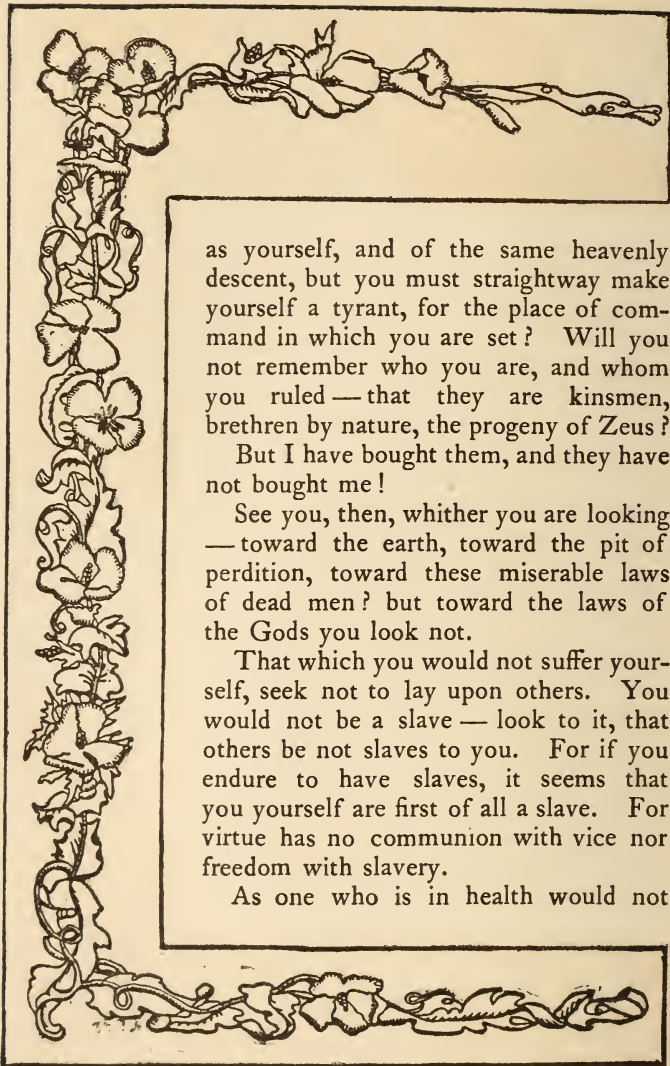 as yourself, and of the same heavenly
descent, but you must straightway make
yourself a tyrant, for the place of com-
mand in which you are set? Will you
not remember who you are, and whom
you ruled — that they are kinsmen,
brethren by nature, the progeny of Zeus?
But I have bought them, and they have
not bought me!
See you, then, whither you are looking
— toward the earth, toward the pit of
perdition, toward these miserable laws
of dead men? but toward the laws of
the Gods you look not.
That which you would not suffer your-
self, seek not to lay upon others. You
would not be a slave — look to it, that
others be not slaves to you. For if you
endure to have slaves, it seems that
you yourself are first of all a slave. For
virtue has no communion with vice nor
freedom with slavery.
As one who is in health would not